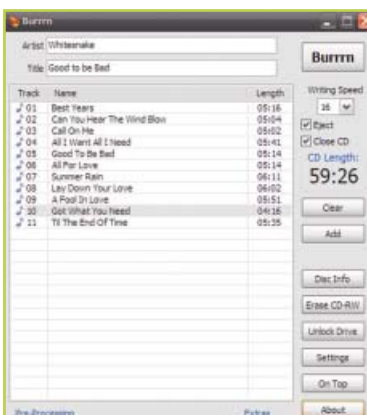 Burrrn
Artist Whitesnake
Title Good to be Bad
Burrrn
Track Name Length
Writing Speed
16
01 Best Years 05:16
02 Can You Hear The Wind Blow 05:04
03 Call On Me 05:02
04 All I Want All I Need 05:41
05 Good To Be Bad 05:14
06 All For Love 05:14
07 Summer Rain 06:11
08 Lay Down Your Love 06:02
09 A Fool In Love 05:51
10 Got What You Need 04:16
11 Til The End Of Time 05:35
Eject
Close CD
CD Length:
59:26
Clear
Add
Disc Info
Erase CD-RW
Unlock Drive
Settings
On Top
About
Pre-Processing Extras